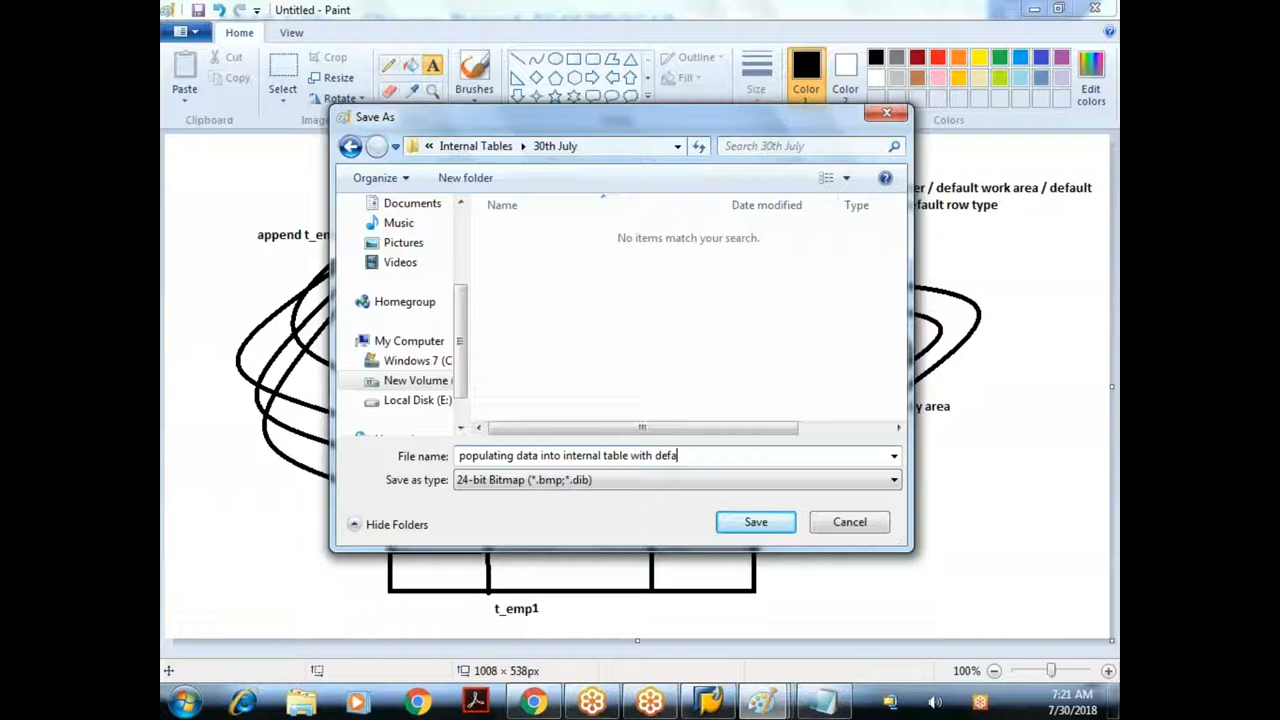 Untitled - Paint
Home View
Cut
Copy
Paste
Crop
Resize
Rotate
Select
Brushes
Outline
Fill
Size
Color 1
Color
Edit colors
Clipboard
Colors
Save As
« Internal Tables 30th July
Search 30th July
Organize New folder
Documents
Music
Pictures
Videos
Homegroup
My Computer
Windows 7 (C
New Volume (
Local Disk (E:)
Name Date modified Type
No items match your search.
File name: populating data into internal table with defa
Save as type: 24-bit Bitmap (*.bmp;*.dib)
Hide Folders
Save Cancel
append t_em
er / default work area / default
efault row type
y area
t_emp1
1008 × 538px
100%
7:21 AM
7/30/2018